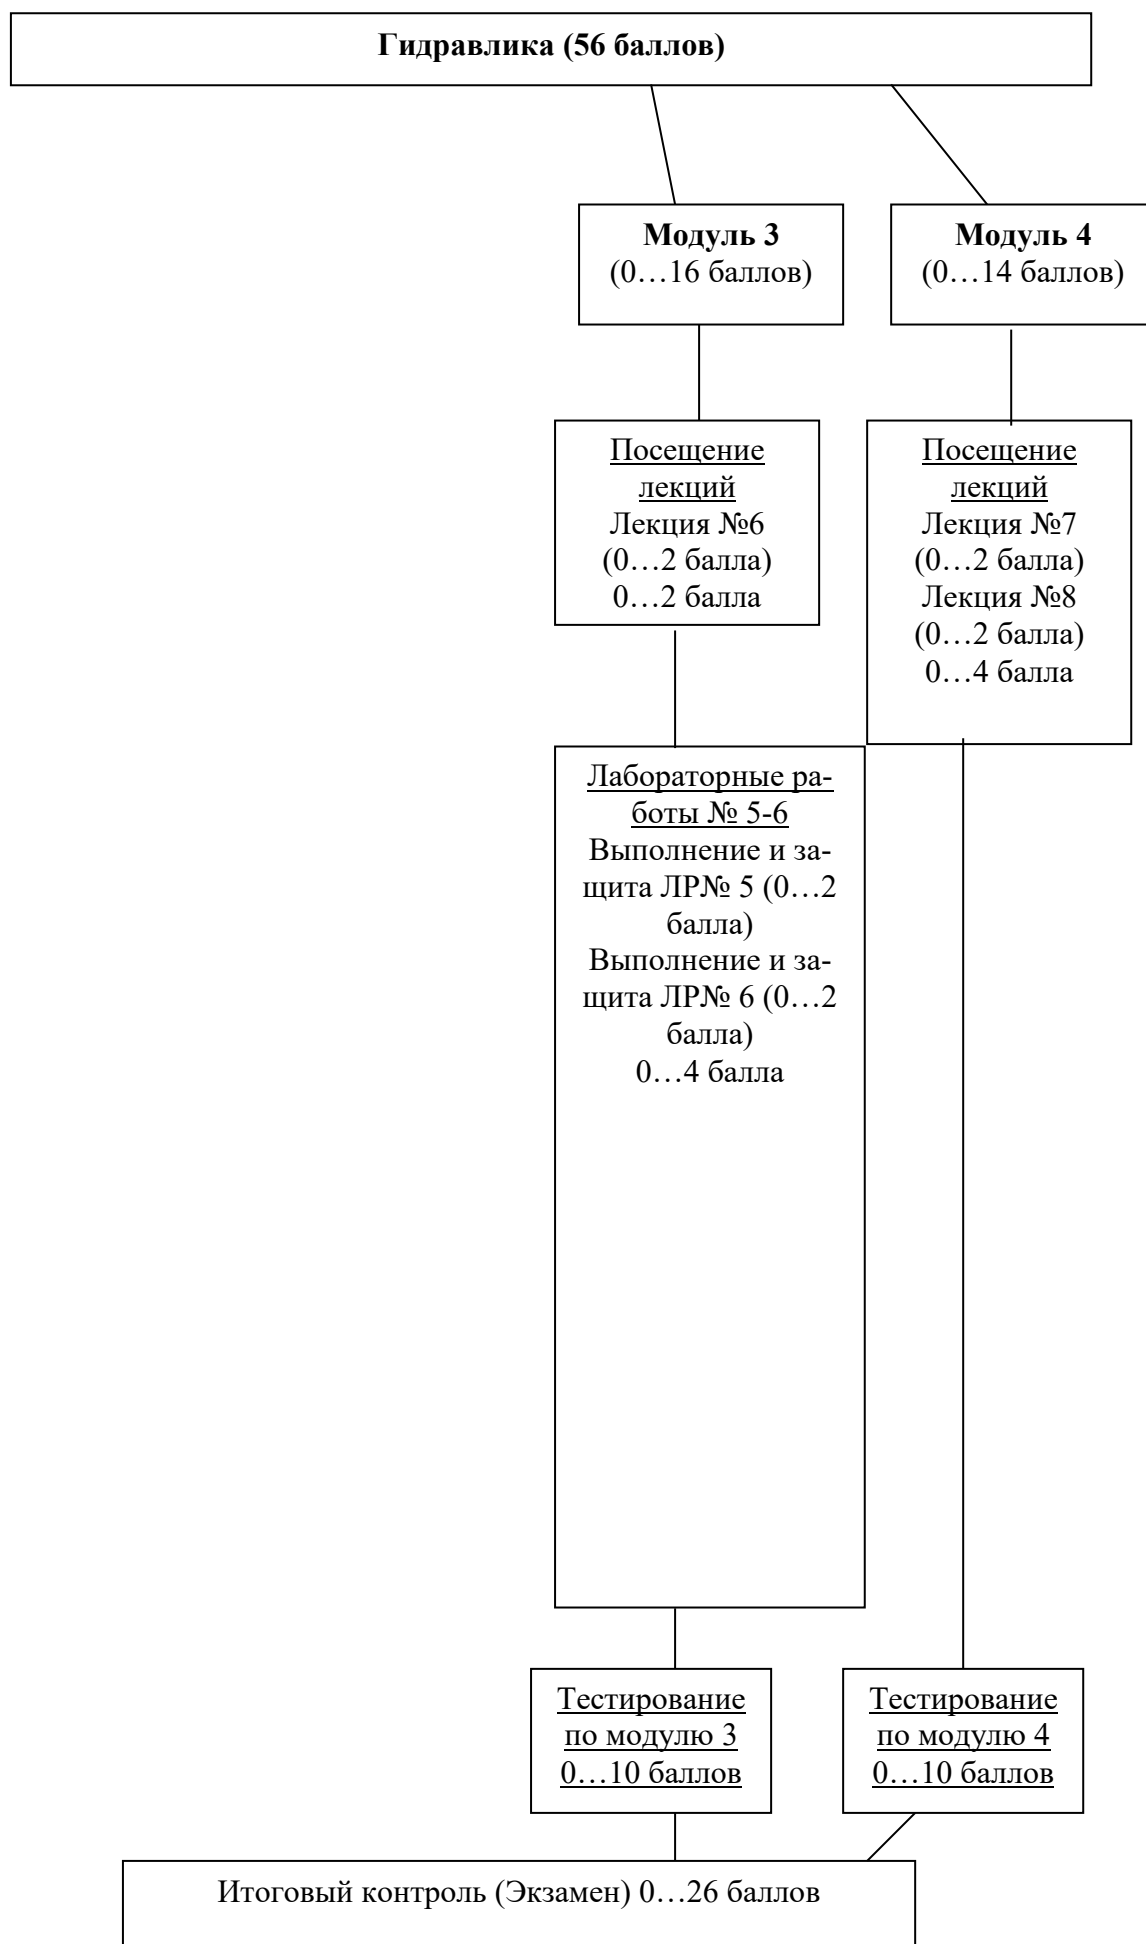 Гидравлика (56 баллов)
Модуль 3
(0…16 баллов)
Модуль 4
(0…14 баллов)
Посещение
лекций
Лекция №6
(0…2 балла)
0…2 балла
Посещение
лекций
Лекция №7
(0…2 балла)
Лекция №8
(0…2 балла)
0…4 балла
Лабораторные ра-
боты № 5-6
Выполнение и за-
щита ЛР№ 5 (0…2
балла)
Выполнение и за-
щита ЛР№ 6 (0…2
балла)
0…4 балла
Тестирование
по модулю 3
0…10 баллов
Тестирование
по модулю 4
0…10 баллов
Итоговый контроль (Экзамен) 0…26 баллов